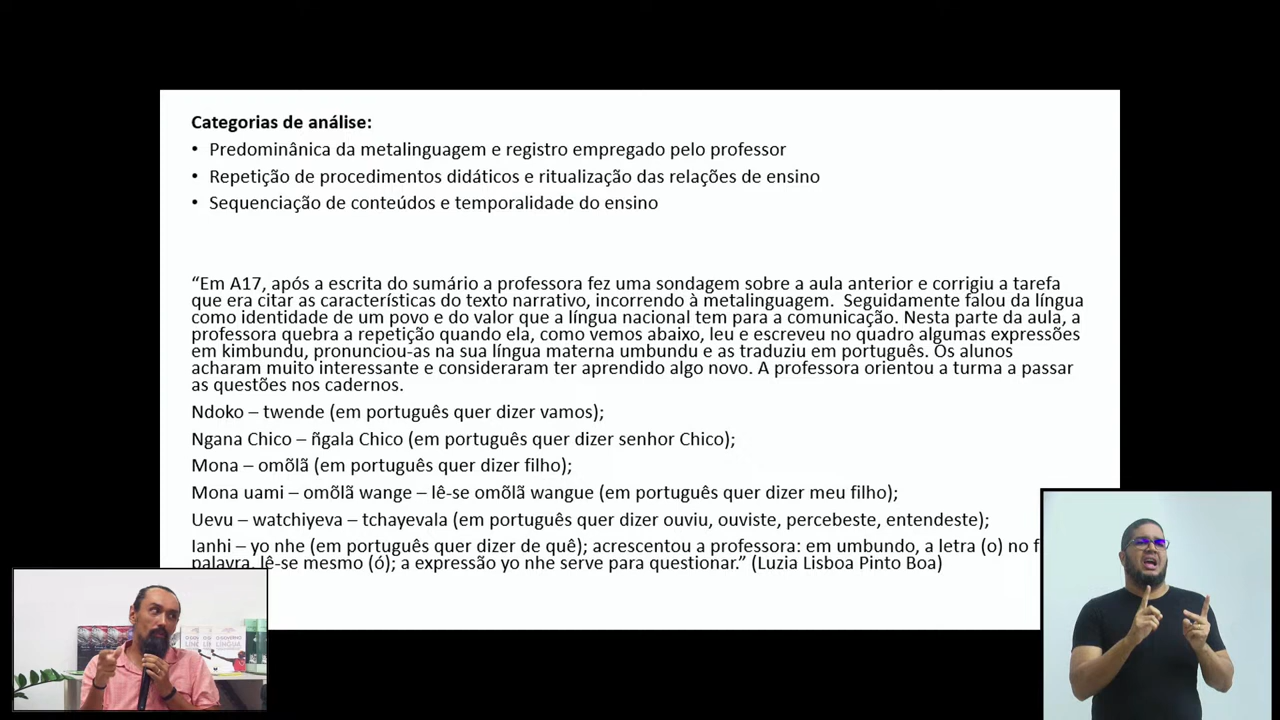 Categorias de análise:
• Predominânica da metalinguagem e registro empregado pelo professor
• Repetição de procedimentos didáticos e ritualização das relações de ensino
• Sequenciação de conteúdos e temporalidade do ensino
“Em A17, após a escrita do sumário a professora fez uma sondagem sobre a aula anterior e corrigiu a tarefa
que era citar as características do texto narrativo, incorrendo à metalinguagem. Seguidamente falou da língua
como identidade de um povo e do valor que a língua nacional tem para a comunicação. Nesta parte da aula, a
professora quebra a repetição quando ela, como vemos abaixo, leu e escreveu no quadro algumas expressões
em kimbundu, pronunciou-as na sua língua materna umbundu e as traduziu em português. Os alunos
acharam muito interessante e consideraram ter aprendido algo novo. A professora orientou a turma a passar
as questões nos cadernos.
Ndoko – twende (em português quer dizer vamos);
Ngana Chico – ñgala Chico (em português quer dizer senhor Chico);
Mona – omõlã (em português quer dizer filho);
Mona uami – omõlã wange – lê-se omõlã wangue (em português quer dizer meu filho);
Uevu – watchiyeva – tchayevala (em português quer dizer ouviu, ouviste, percebeste, entendeste);
Ianhi – yo nhe (em português quer dizer de quê); acrescentou a professora: em umbundo, a letra (o) no
palavra, lê-se mesmo (ó); a expressão yo nhe serve para questionar.” (Luzia Lisboa Pinto Boa)